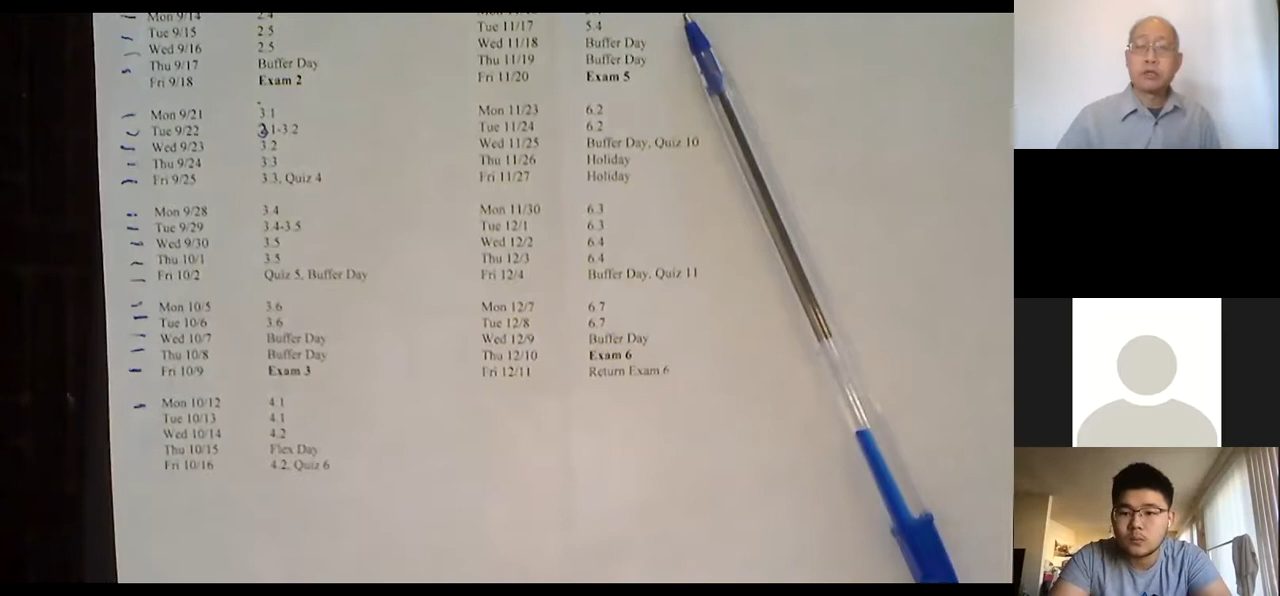 Mon 9/14 2.4
Tue 9/15 2.5
Wed 9/16 2.5
Thu 9/17 Buffer Day
Fri 9/18 Exam 2
Mon 9/21 3.1
Tue 9/22 3.1-3.2
Wed 9/23 3.2
Thu 9/24 3.3
Fri 9/25 3.3, Quiz 4
Mon 9/28 3.4
Tue 9/29 3.4-3.5
Wed 9/30 3.5
Thu 10/1 3.5
Fri 10/2 Quiz 5, Buffer Day
Mon 10/5 3.6
Tue 10/6 3.6
Wed 10/7 Buffer Day
Thu 10/8 Buffer Day
Fri 10/9 Exam 3
Mon 10/12 4.1
Tue 10/13 4.1
Wed 10/14 4.2
Thu 10/15 Flex Day
Fri 10/16 4.2, Quiz 6
Tue 11/17 5.4
Wed 11/18 Buffer Day
Thu 11/19 Buffer Day
Fri 11/20 Exam 5
Mon 11/23 6.2
Tue 11/24 6.2
Wed 11/25 Buffer Day, Quiz 10
Thu 11/26 Holiday
Fri 11/27 Holiday
Mon 11/30 6.3
Tue 12/1 6.3
Wed 12/2 6.4
Thu 12/3 6.4
Fri 12/4 Buffer Day, Quiz 11
Mon 12/7 6.7
Tue 12/8 6.7
Wed 12/9 Buffer Day
Thu 12/10 Exam 6
Fri 12/11 Return Exam 6